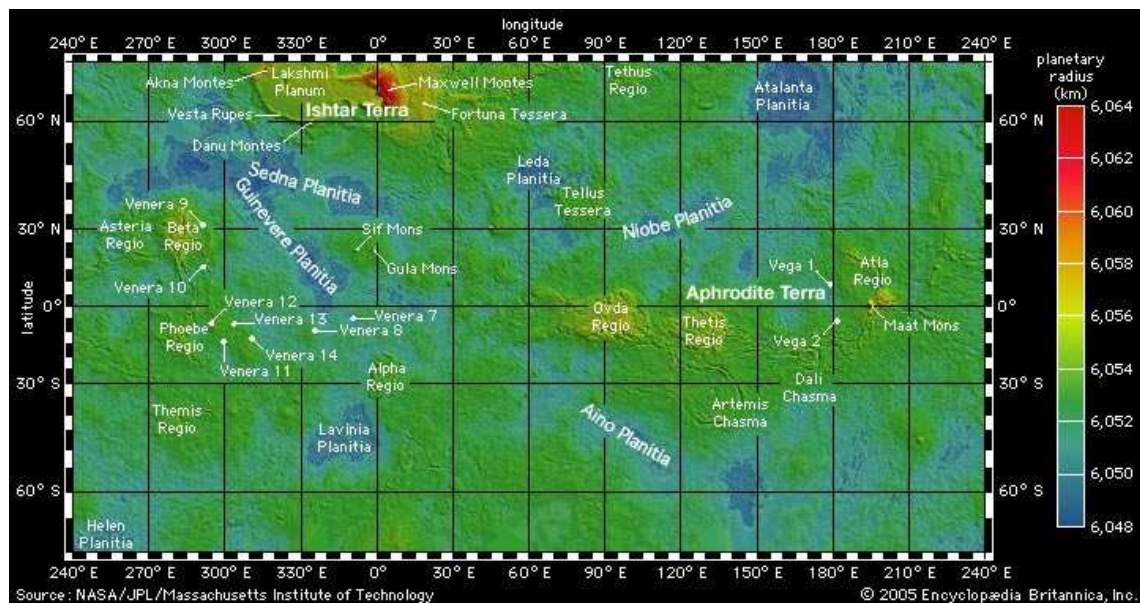 longitude
240° E 270° E 300° E 330° E 0° E 30° E 60° E 90° E 120° E 150° E 180° E 210° E 240° E
planetary
radius
(km)
Akna Montes
Lakshmi
Planum
Maxwell Montes
Tethus
Regio
Atalanta
Planitia
Vesta Rupes
Ishtar Terra
Fortuna Tessera
60° N
60° N
Danu Montes
Sedna Planitia
Leda
Planitia
Guinevere Planitia
Tellus
Tessera
Niobe Planitia
Venera 9
30° N
30° N
Asteria
Regio
Beta
Regio
Sif Mons
Gula Mons
Venera 10
Vega 1
Atla
Regio
Aphrodite Terra
latitude
0°
0°
Venera 12
Venera 13
Venera 7
Venera 8
Phoebe
Regio
Venera 14
Venera 11
Ovda
Regio
Thetis
Regio
Vega 2
Maat Mons
Alpha
Regio
30° S
30° S
Dali
Chasma
Artemis
Chasma
Themis
Regio
Lavinia
Planitia
Aino Planitia
60° S
60° S
Helen
Planitia
6,064
6,062
6,060
6,058
6,056
6,054
6,052
6,050
6,048
240° E 270° E 300° E 330° E 0° E 30° E 60° E 90° E 120° E 150° E 180° E 210° E 240° E
Source: NASA/JPL/Massachusetts Institute of Technology
© 2005 Encyclopædia Britannica, Inc.